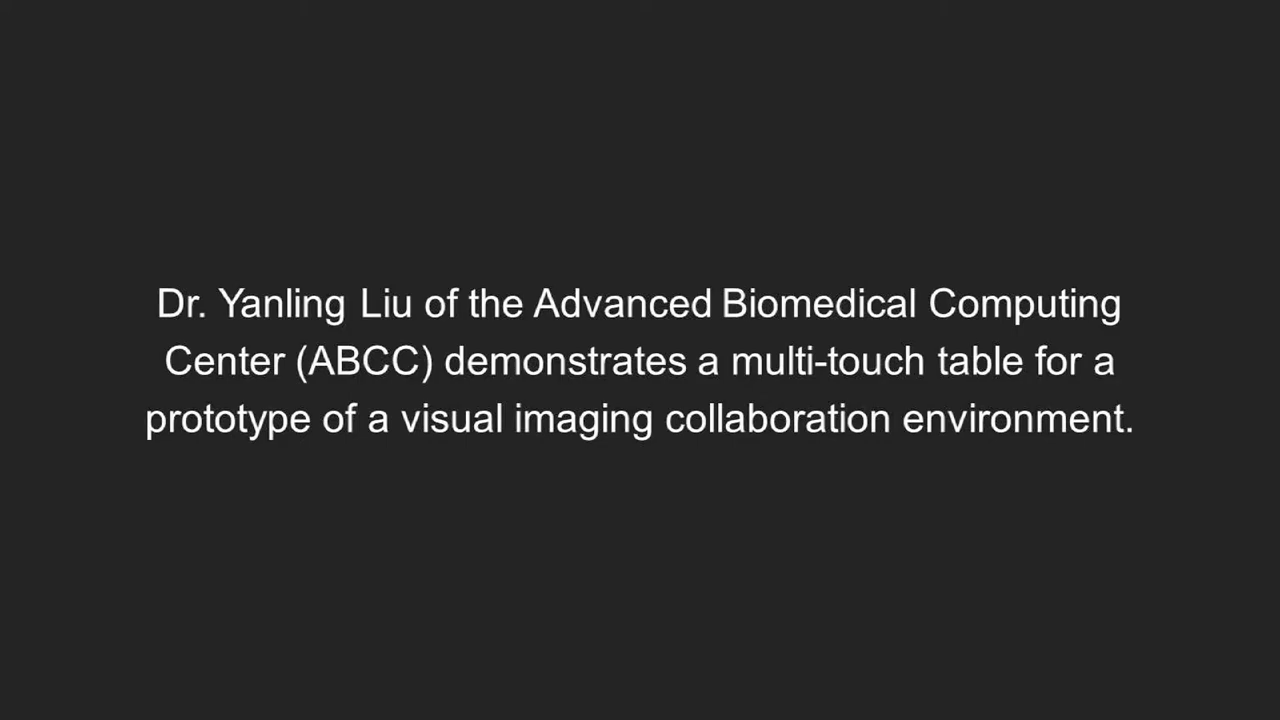 Dr. Yanling Liu of the Advanced Biomedical Computing
Center (ABCC) demonstrates a multi-touch table for a
prototype of a visual imaging collaboration environment.